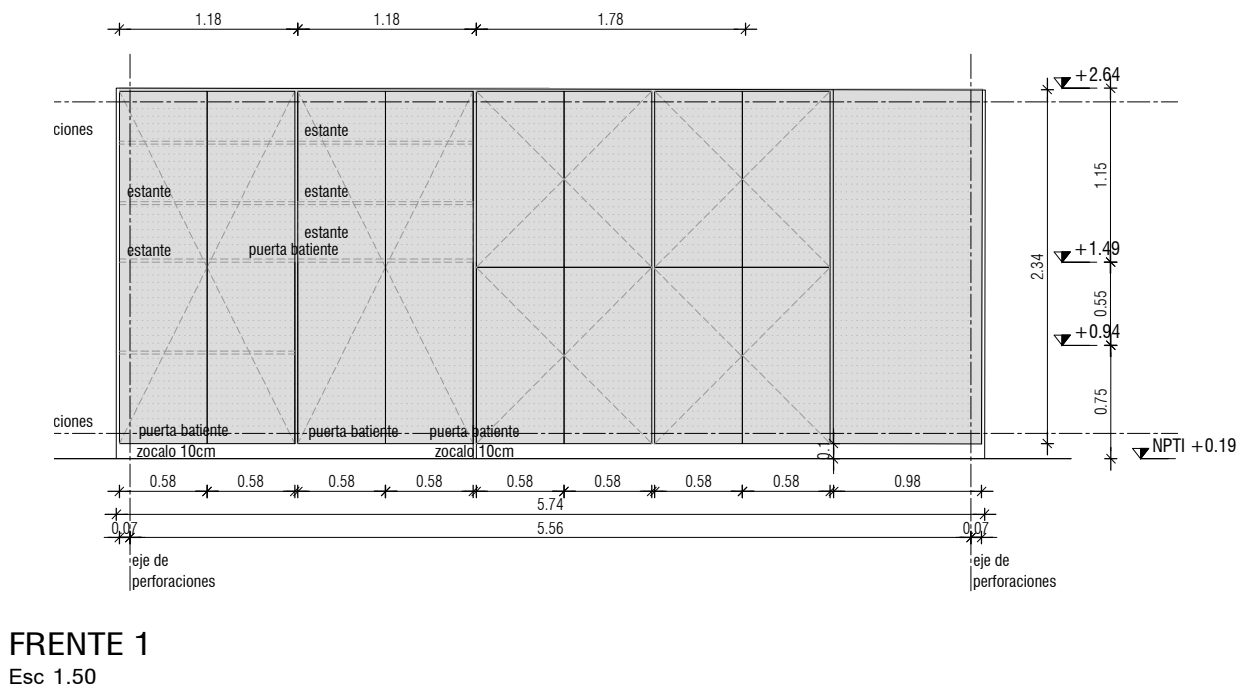 1.18 1.18 1.78
+2.64
ciones
estante
1.15
estante estante
estante
estante puerta batiente
+1.49
2.34
0.55
+0.94
0.75
ciones
puerta batiente puerta batiente puerta batiente
zocalo 10cm zocalo 10cm
0.1
NPTI +0.19
0.58 0.58 0.58 0.58 0.58 0.58 0.58 0.58 0.98
5.74
0.07 5.56 0.07
eje de eje de
perforaciones perforaciones
FRENTE 1
Esc 1.50